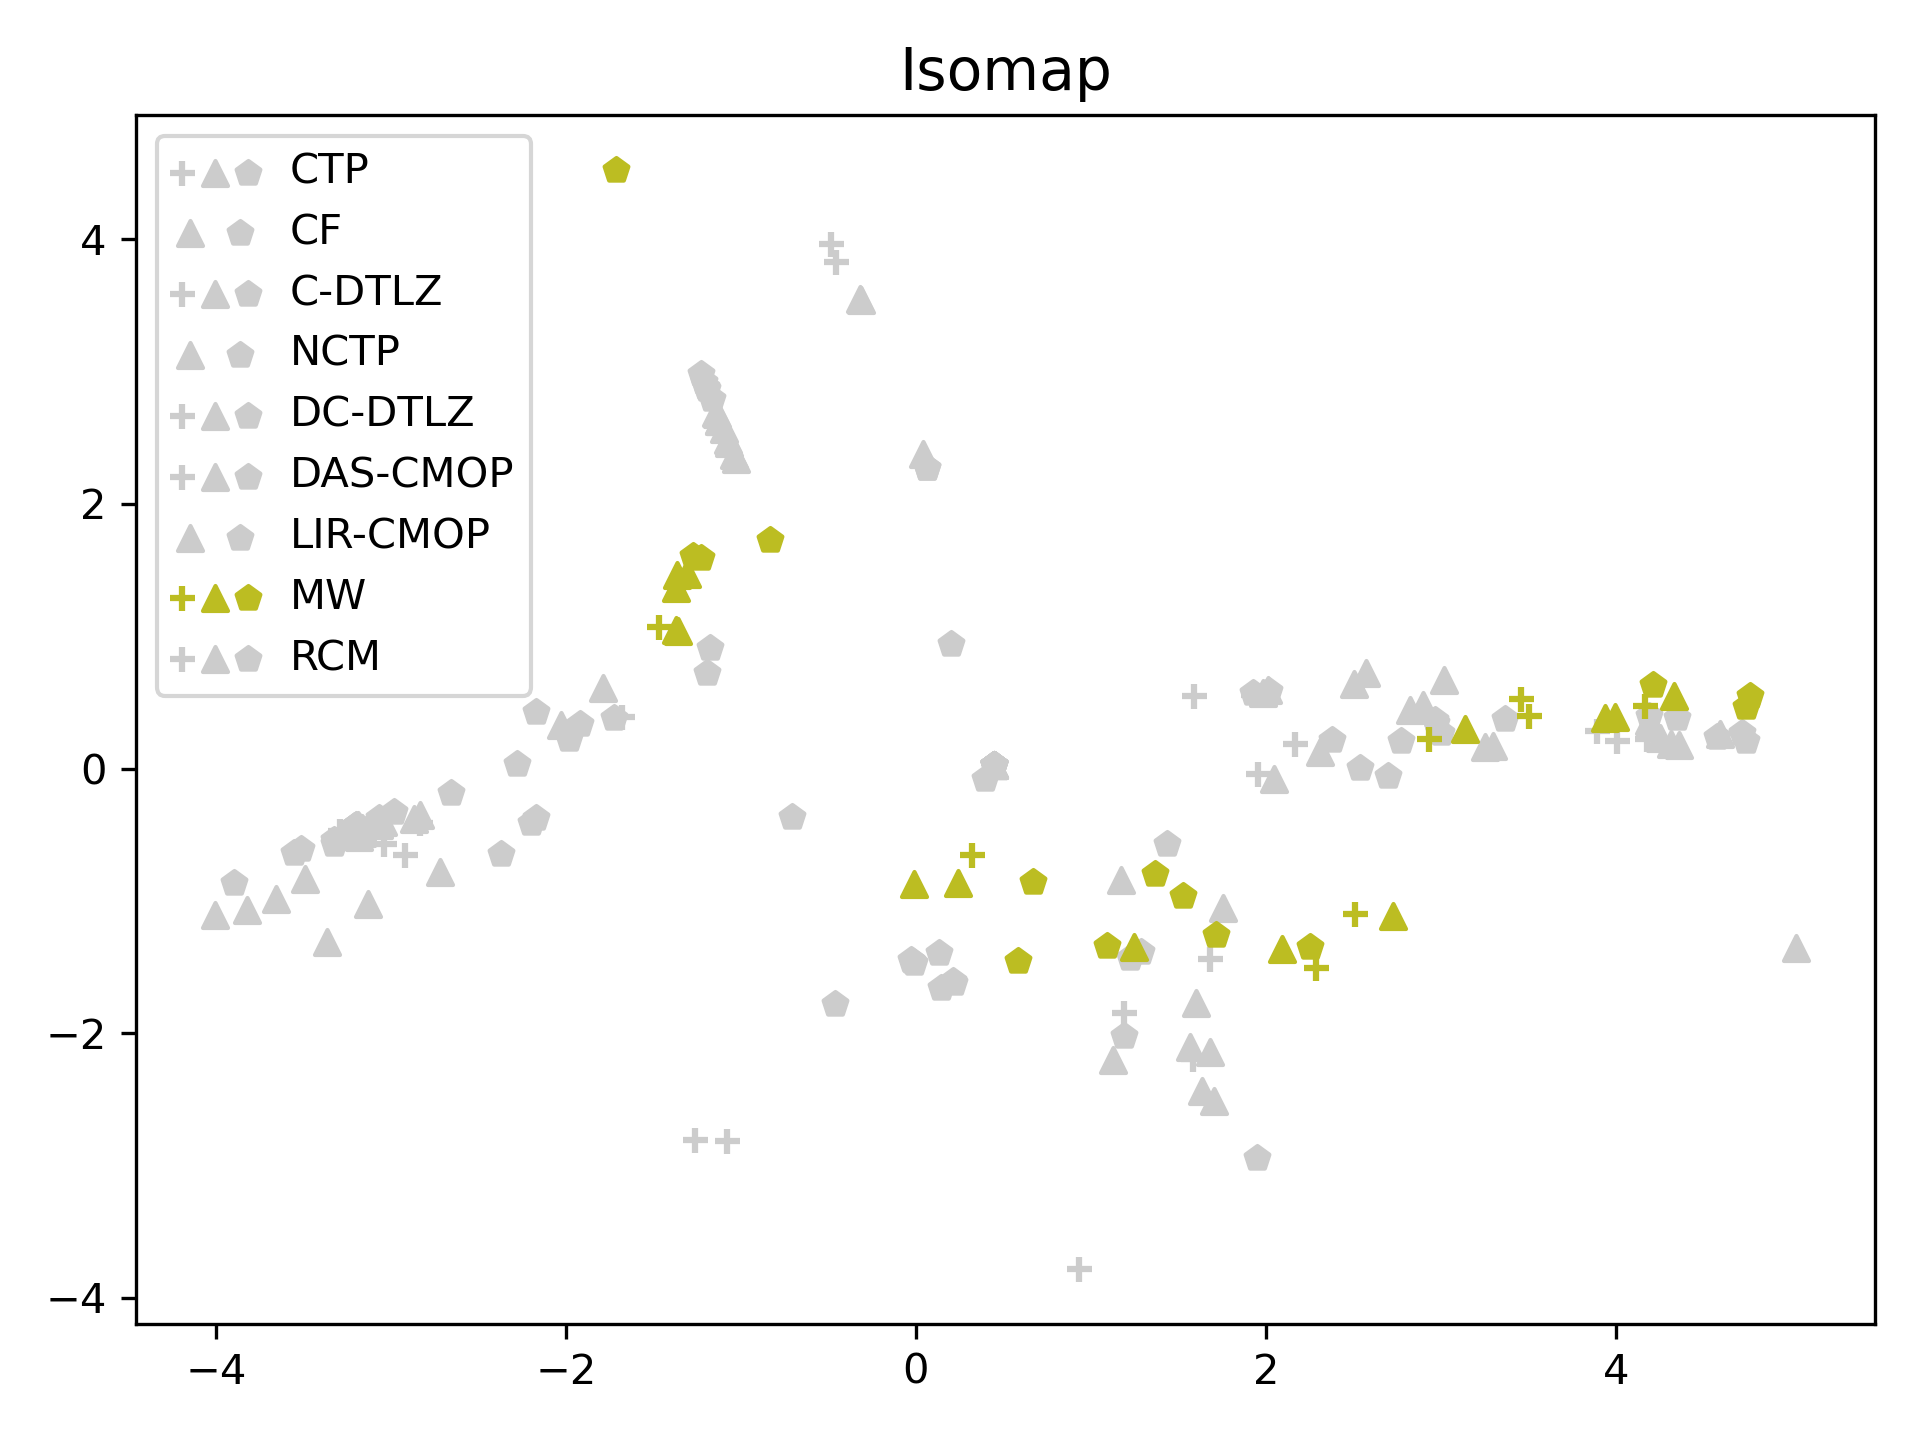 Isomap
CTP
CF
C-DTLZ
NCTP
DC-DTLZ
DAS-CMOP
LIR-CMOP
MW
RCM
4
2
0
−2
−4
−4 −2 0 2 4